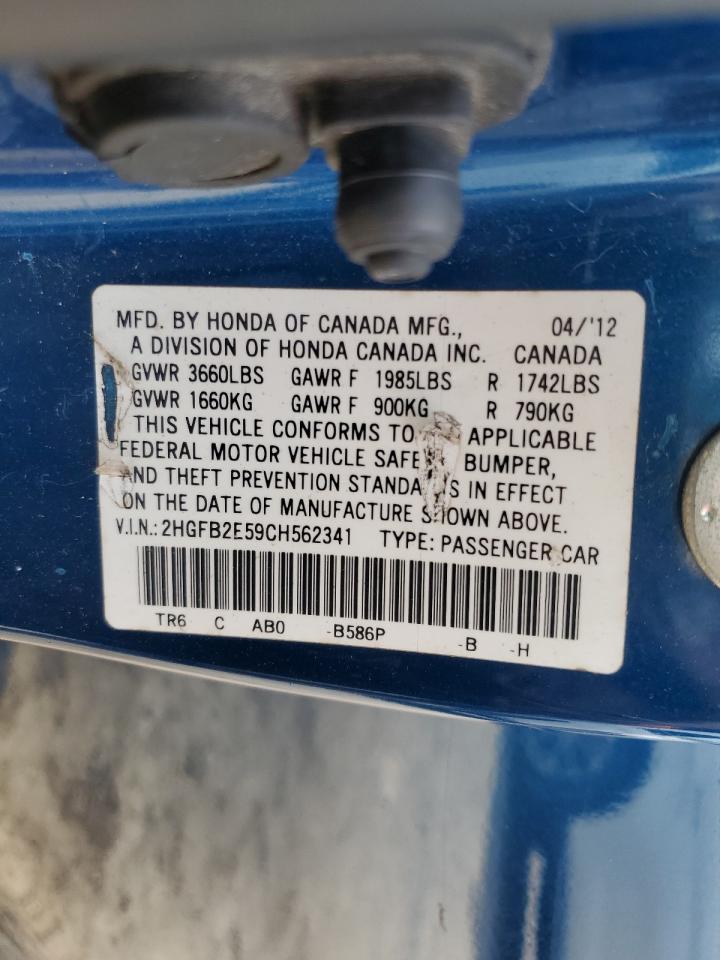 MFD. BY HONDA OF CANADA MFG., 04/'12
A DIVISION OF HONDA CANADA INC. CANADA
GVWR 3660LBS GAWR F 1985LBS R 1742LBS
GVWR 1660KG GAWR F 900KG R 790KG
THIS VEHICLE CONFORMS TO APPLICABLE
FEDERAL MOTOR VEHICLE BUMPER,
AND THEFT PREVENTION IN EFFECT
ON THE DATE OF MANUFACTURE SHOWN ABOVE.
V.I.N.: 2HGFB2E59CH562341 TYPE: PASSENGER CAR
TR6 C AB0 -B586P -B -H